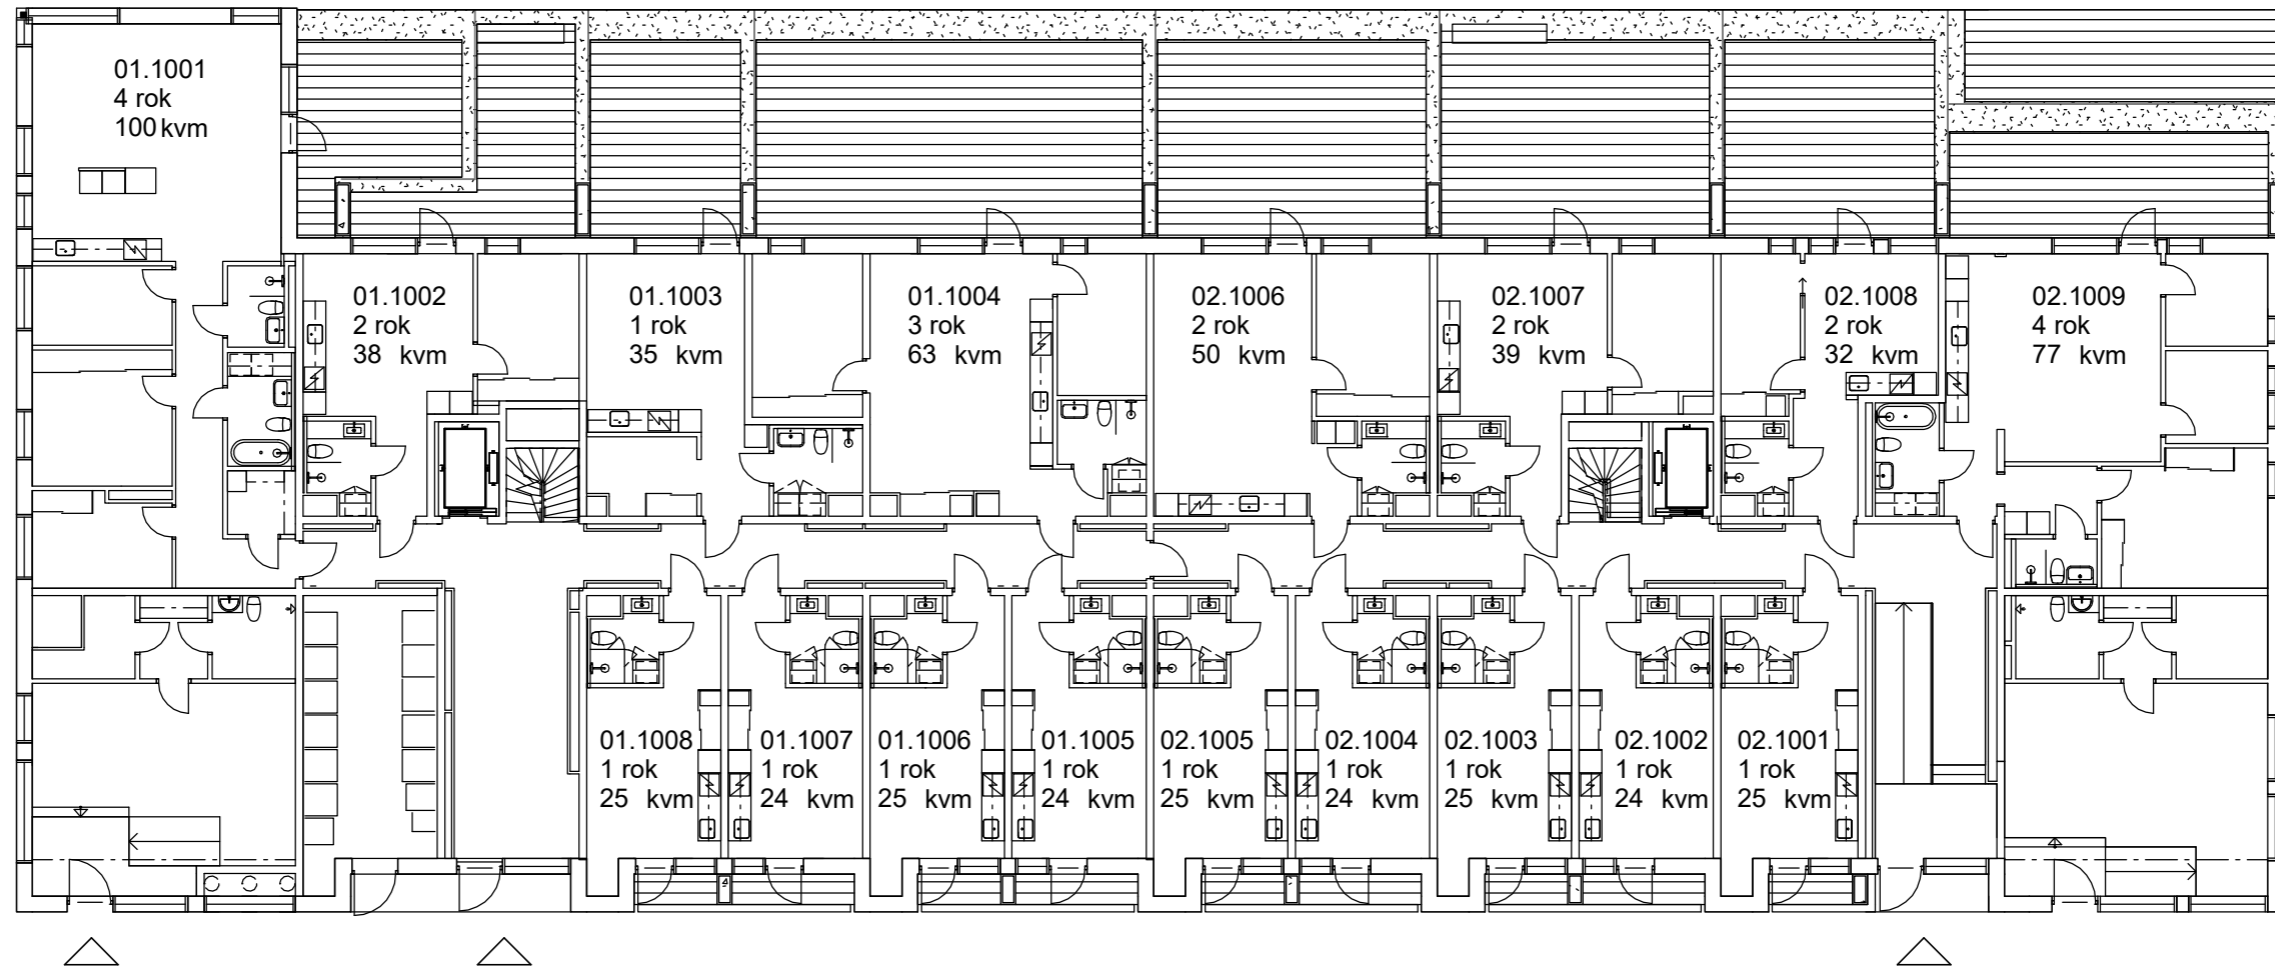 01.1001
4 rok
100 kvm
01.1002
2 rok
38 kvm
01.1003
1 rok
35 kvm
01.1004
3 rok
63 kvm
02.1006
2 rok
50 kvm
02.1007
2 rok
39 kvm
02.1008
2 rok
32 kvm
02.1009
4 rok
77 kvm
01.1008
1 rok
25 kvm
01.1007
1 rok
24 kvm
01.1006
1 rok
25 kvm
01.1005
1 rok
24 kvm
02.1005
1 rok
25 kvm
02.1004
1 rok
24 kvm
02.1003
1 rok
25 kvm
02.1002
1 rok
24 kvm
02.1001
1 rok
25 kvm